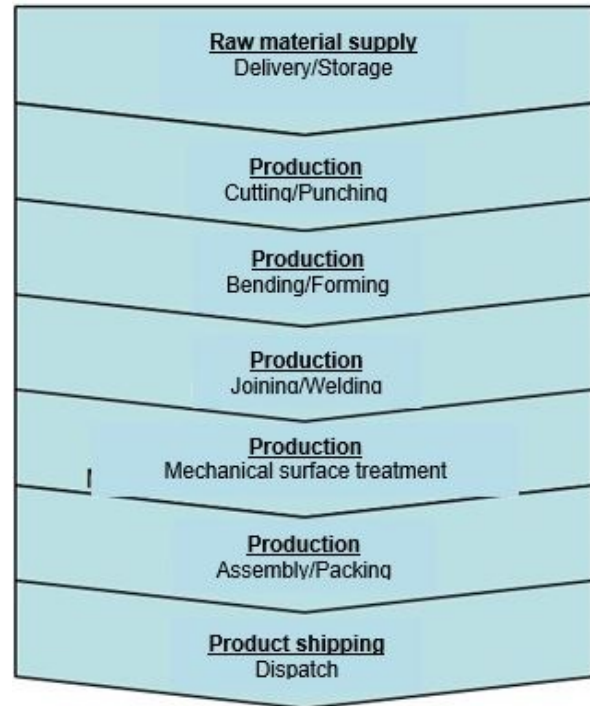 Raw material supply
Delivery/Storage
Production
Cutting/Punching
Production
Bending/Forming
Production
Joining/Welding
Production
Mechanical surface treatment
Production
Assembly/Packing
Product shipping
Dispatch